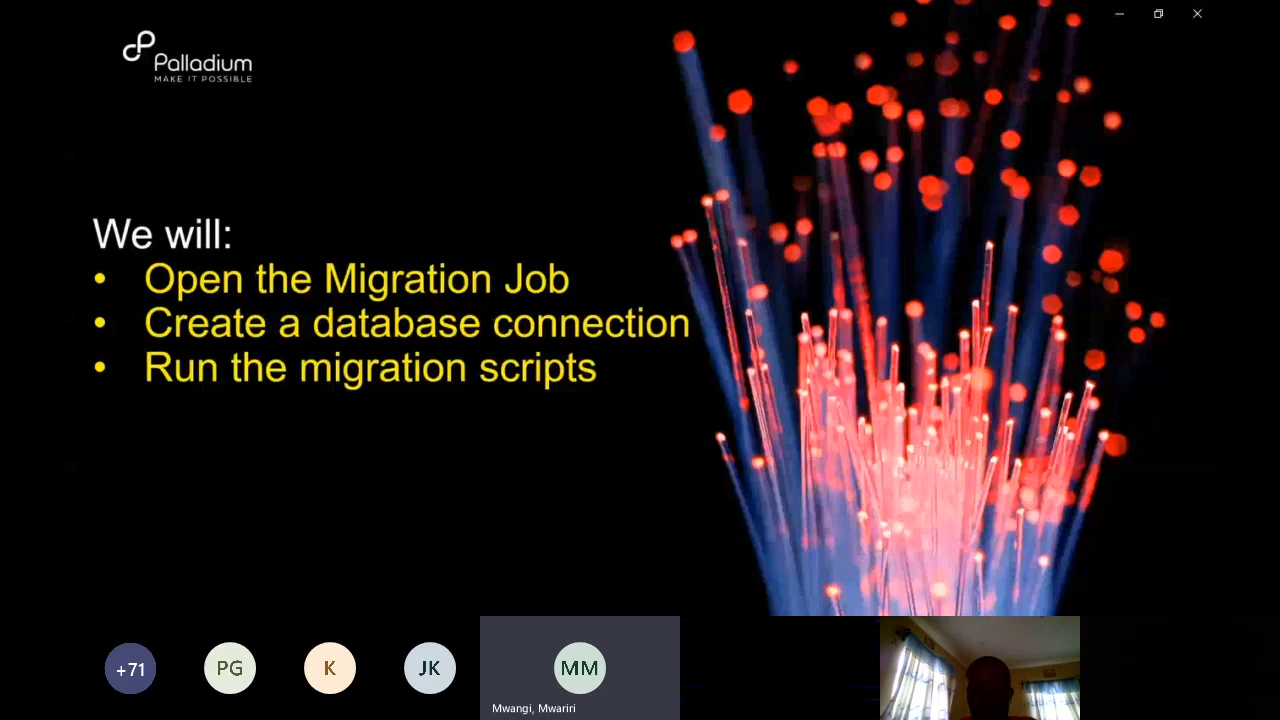 Palladium
MAKE IT POSSIBLE
We will:
• Open the Migration Job
• Create a database connection
• Run the migration scripts
+71
PG
K
JK
MM
Mwangi, Mwariri